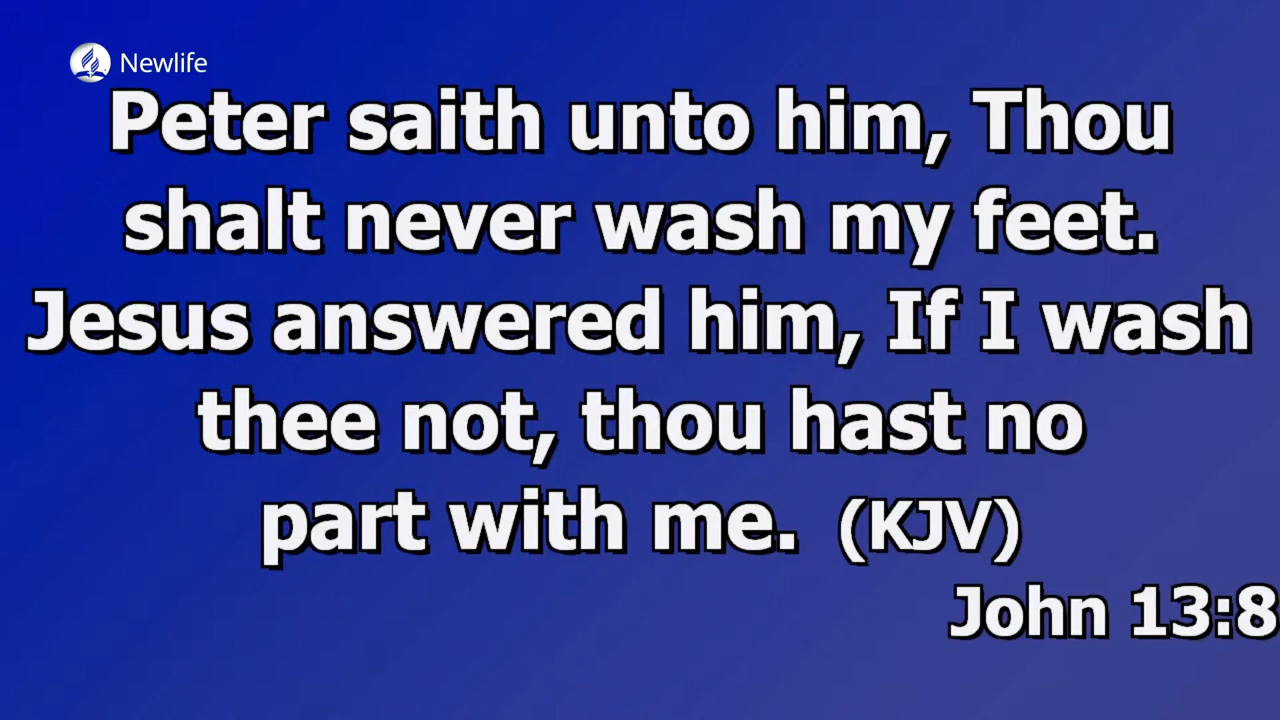 Newlife
Peter saith unto him, Thou
shalt never wash my feet.
Jesus answered him, If I wash
thee not, thou hast no
part with me. (KJV)
John 13:8